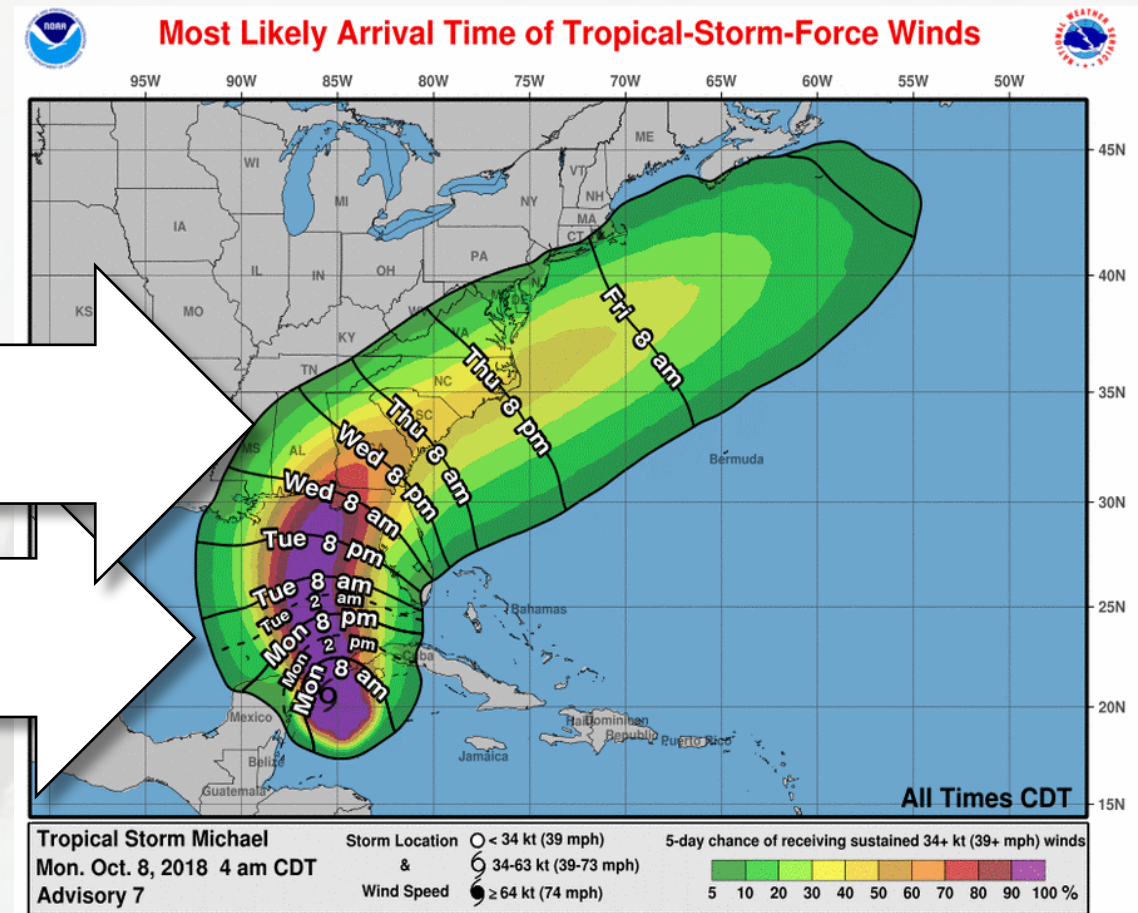 NOAA
Most Likely Arrival Time of Tropical-Storm-Force Winds
NATIONAL WEATHER SERVICE
95W 90W 85W 80W 75W 70W 65W 60W 55W 50W
45N
40N
35N
30N
25N
20N
15N
ME
WI
VT
NH
MI
NY
MA
CT
IA
PA
IL
IN
OH
KS
MO
DE
KY
VA
TN
NC
SC
MS
AL
Fri 8 am
Thu 8 pm
Thu 8 am
Wed 8 pm
Wed 8 am
Tue 8 pm
Tue 8 am
Tue 2 am
Mon 8 pm
Mon 2 pm
Mon 8 am
Bermuda
Bahamas
Cuba
Mexico
Haiti
Dominican
Republic
Puerto Rico
Jamaica
Belize
Guatemala
All Times CDT
Tropical Storm Michael
Mon. Oct. 8, 2018 4 am CDT
Advisory 7
Storm Location
&
Wind Speed
< 34 kt (39 mph)
34-63 kt (39-73 mph)
≥ 64 kt (74 mph)
5-day chance of receiving sustained 34+ kt (39+ mph) winds
5 10 20 30 40 50 60 70 80 90 100 %